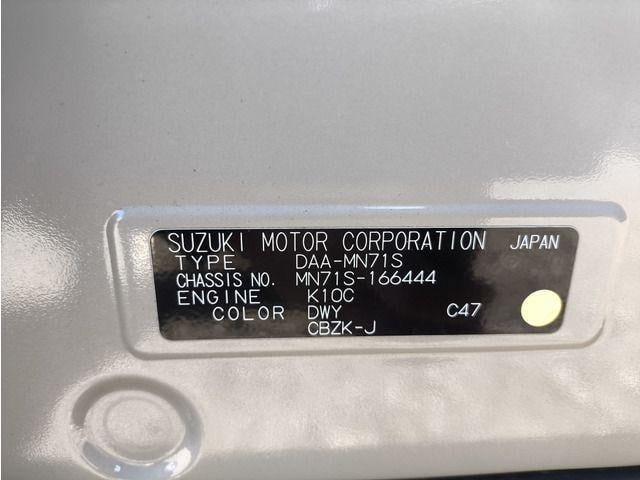 SUZUKI MOTOR CORPORATION JAPAN
TYPE DAA-MN71S
CHASSIS NO. MN71S-166444
ENGINE K10C
COLOR DWY C47
CBZK-J